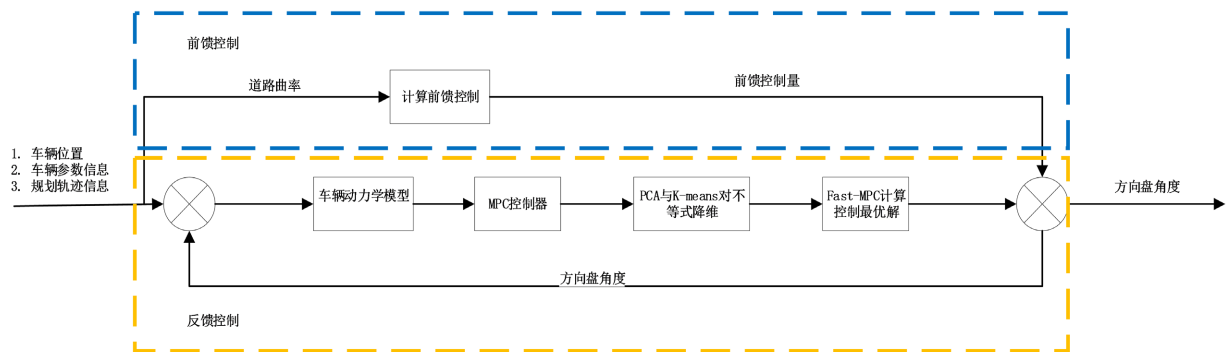 前馈控制
道路曲率
计算前馈控制
前馈控制量
1. 车辆位置
2. 车辆参数信息
3. 规划轨迹信息
车辆动力学模型
MPC控制器
PCA与K-means对不
等式降维
Fast-MPC计算
控制最优解
方向盘角度
方向盘角度
反馈控制